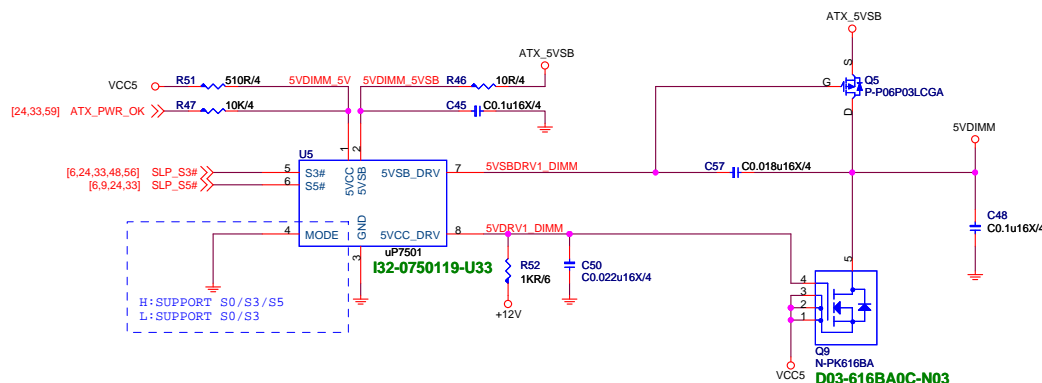 ATX_5VSB
ATX_5VSB
VCC5
R51
510R/4
5VDIMM_5V
5VDIMM_5VSB
R46
10R/4
S
G
Q5
P-P06P03LCGA
D
[24,33,59]
ATX_PWR_OK
R47
10K/4
C45
C0.1u16X/4
5VDIMM
U5
1
2
[6,24,33,48,56]
SLP_S3#
5
S3#
5VCC
5VSB
5VSB_DRV
7
5VSBDRV1_DIMM
C57
C0.018u16X/4
[6,9,24,33]
SLP_S5#
6
S5#
C48
C0.1u16X/4
4
MODE
GND
5VCC_DRV
8
5VDRV1_DIMM
uP7501
3
I32-0750119-U33
R52
1KR/6
C50
C0.022u16X/4
5
4
3
2
1
H:SUPPORT S0/S3/S5
L:SUPPORT S0/S3
+12V
Q9
N-PK616BA
VCC5
D03-616BA0C-N03